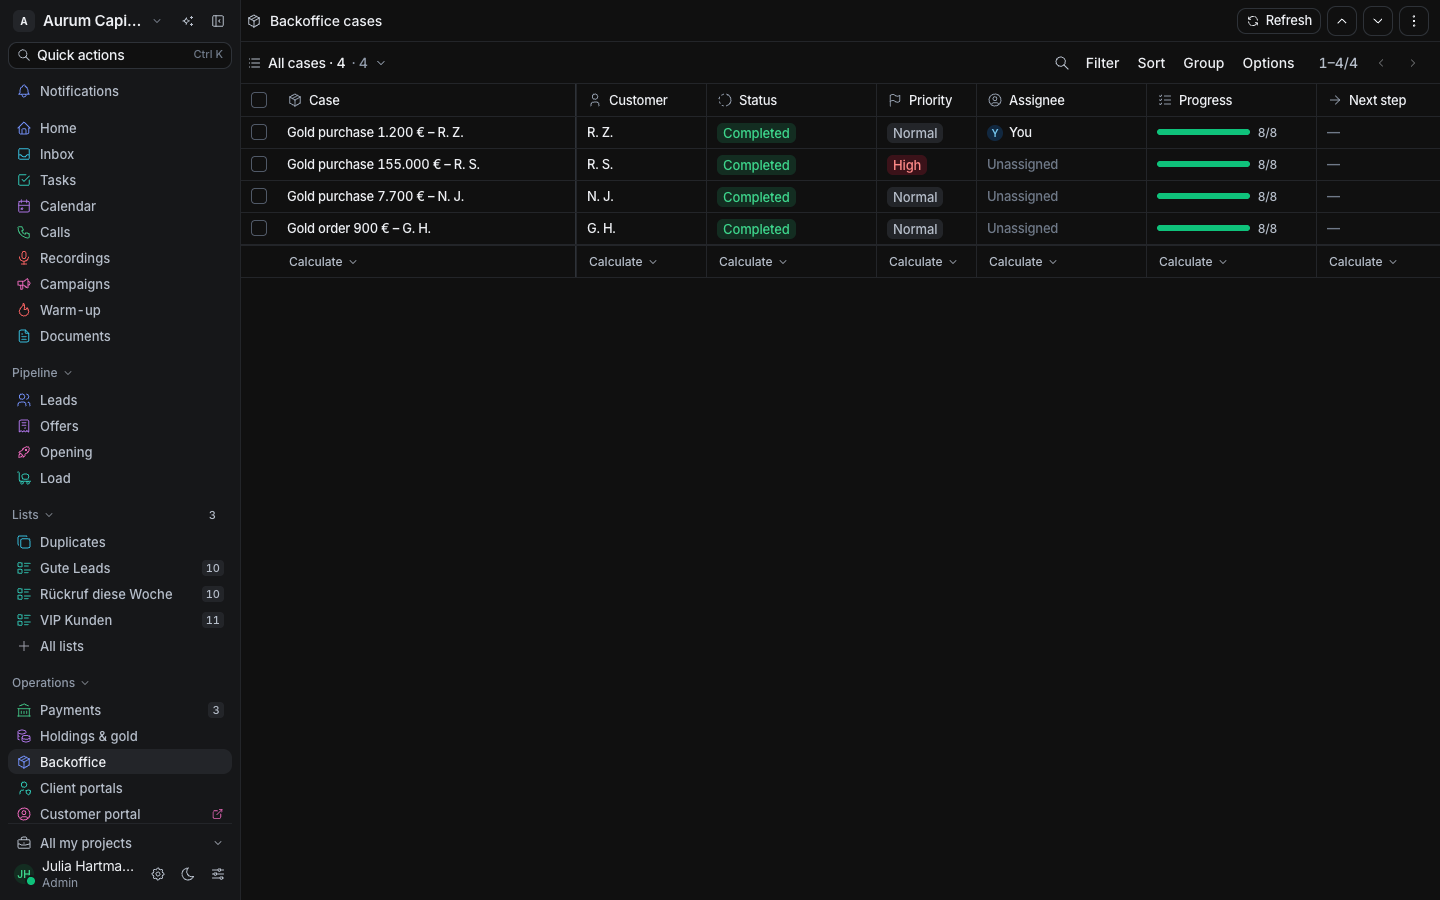 A Aurum Capi...
Quick actions Ctrl K
Notifications
Home
Inbox
Tasks
Calendar
Calls
Recordings
Campaigns
Warm-up
Documents
Pipeline
Leads
Offers
Opening
Load
Lists 3
Duplicates
Gute Leads 10
Rückruf diese Woche 10
VIP Kunden 11
All lists
Operations
Payments 3
Holdings & gold
Backoffice
Client portals
Customer portal
All my projects
JH Julia Hartma...
Admin
Backoffice cases Refresh
All cases · 4 · 4 Filter Sort Group Options 1–4/4
Case Customer Status Priority Assignee Progress Next step
Gold purchase 1.200 € – R. Z. R. Z. Completed Normal Y You 8/8 —
Gold purchase 155.000 € – R. S. R. S. Completed High Unassigned 8/8 —
Gold purchase 7.700 € – N. J. N. J. Completed Normal Unassigned 8/8 —
Gold order 900 € – G. H. G. H. Completed Normal Unassigned 8/8 —
Calculate Calculate Calculate Calculate Calculate Calculate Calculate